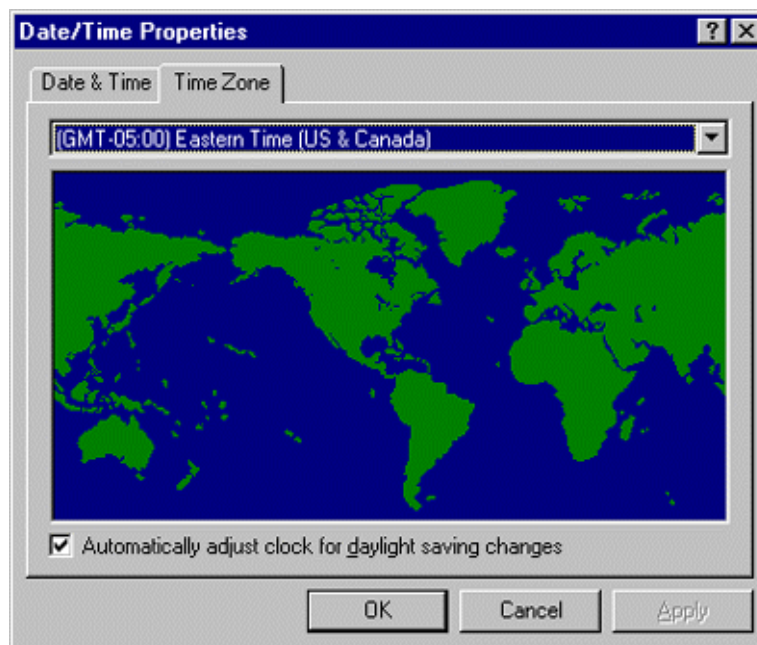 Date/Time Properties
Date & Time
Time Zone
(GMT-05:00) Eastern Time (US & Canada)
Automatically adjust clock for daylight saving changes
OK
Cancel
Apply